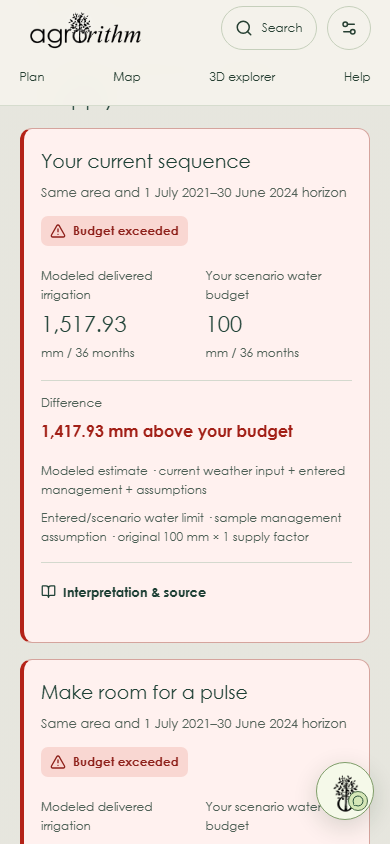 agrorithm
Search
Plan
Map
3D explorer
Help
Your current sequence
Same area and 1 July 2021–30 June 2024 horizon
Budget exceeded
Modeled delivered irrigation
Your scenario water budget
1,517.93
100
mm / 36 months
mm / 36 months
Difference
1,417.93 mm above your budget
Modeled estimate · current weather input + entered
management + assumptions
Entered/scenario water limit · sample management
assumption · original 100 mm × 1 supply factor
Interpretation & source
Make room for a pulse
Same area and 1 July 2021–30 June 2024 horizon
Budget exceeded
Modeled delivered irrigation
Your scenario water budget